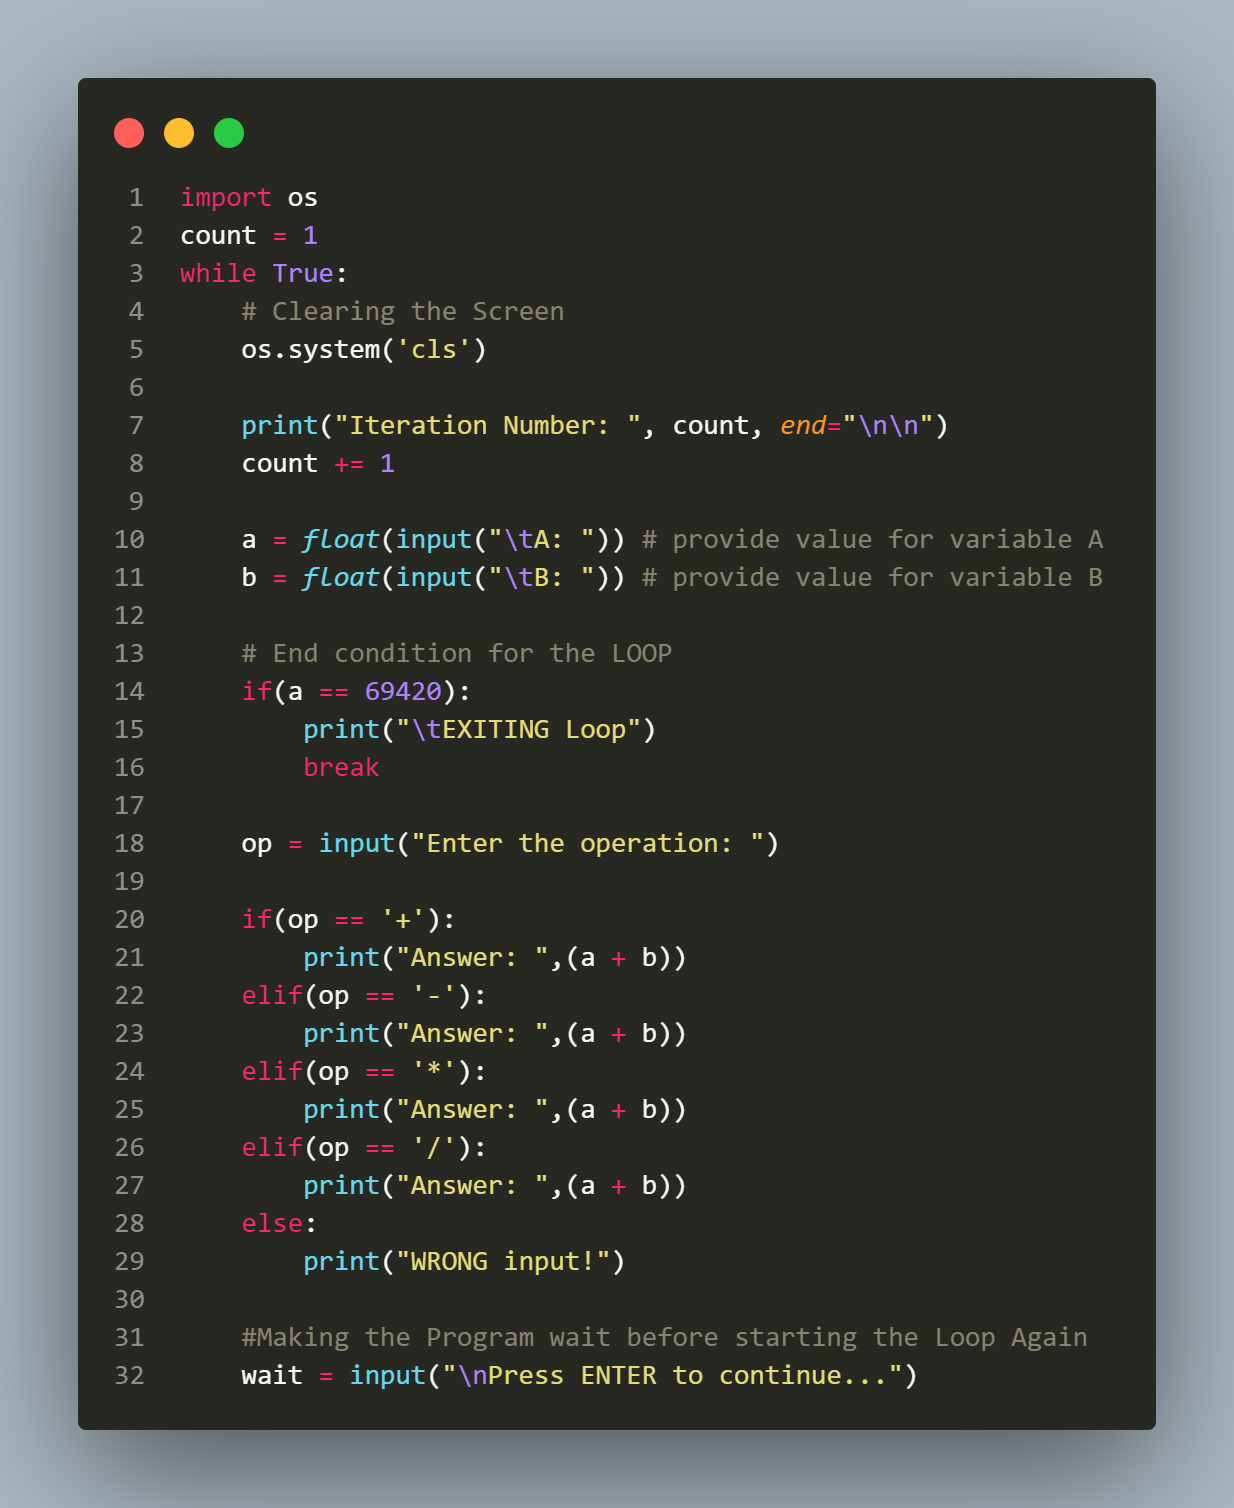 1 import os
2 count = 1
3 while True:
4     # Clearing the Screen
5     os.system('cls')
6
7     print("Iteration Number: ", count, end="\n\n")
8     count += 1
9
10     a = float(input("\tA: ")) # provide value for variable A
11     b = float(input("\tB: ")) # provide value for variable B
12
13     # End condition for the LOOP
14     if(a == 69420):
15         print("\tEXITING Loop")
16         break
17
18     op = input("Enter the operation: ")
19
20     if(op == '+'):
21         print("Answer: ",(a + b))
22     elif(op == '-'):
23         print("Answer: ",(a + b))
24     elif(op == '*'):
25         print("Answer: ",(a + b))
26     elif(op == '/'):
27         print("Answer: ",(a + b))
28     else:
29         print("WRONG input!")
30
31     #Making the Program wait before starting the Loop Again
32     wait = input("\nPress ENTER to continue...")